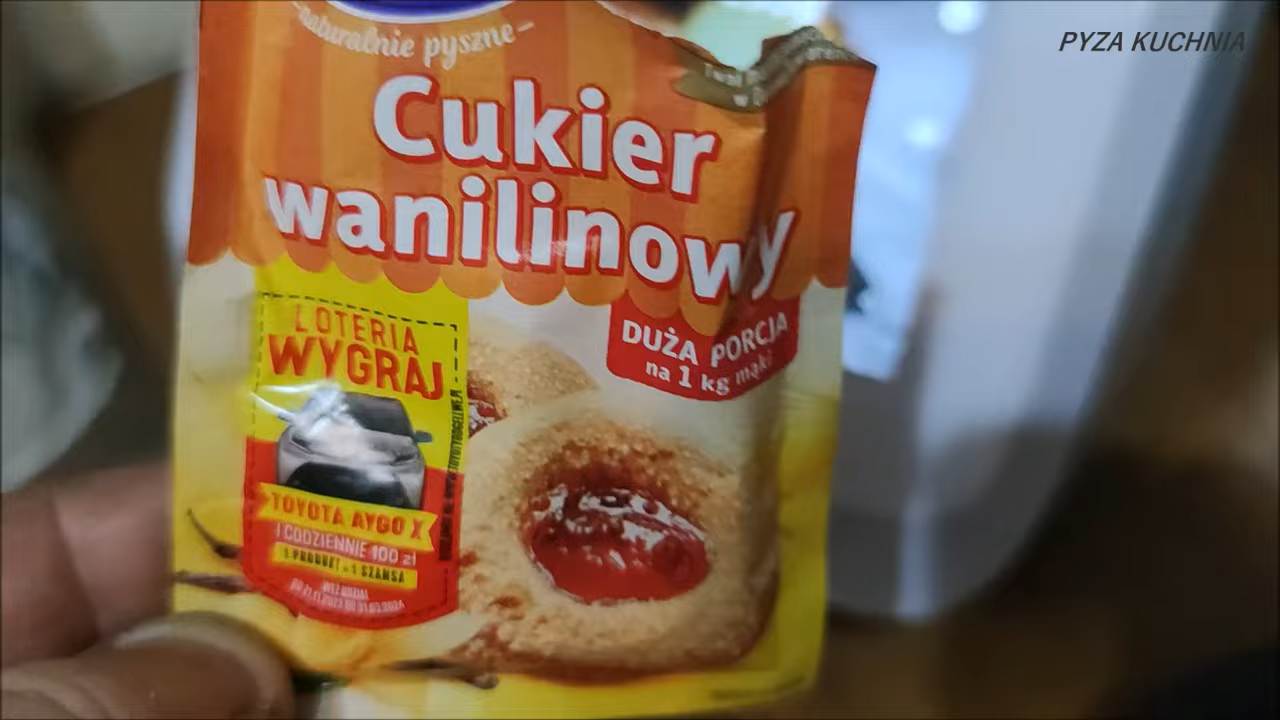 PYZA KUCHNIA
naturalnie pyszne
Cukier
wanilinowy
DUŻA PORCJA
na 1 kg mąki
LOTERIA
WYGRAJ
TOYOTA AYGO X
I CODZIENNIE 100 zł
1 PRODUKT = 1 SZANSA